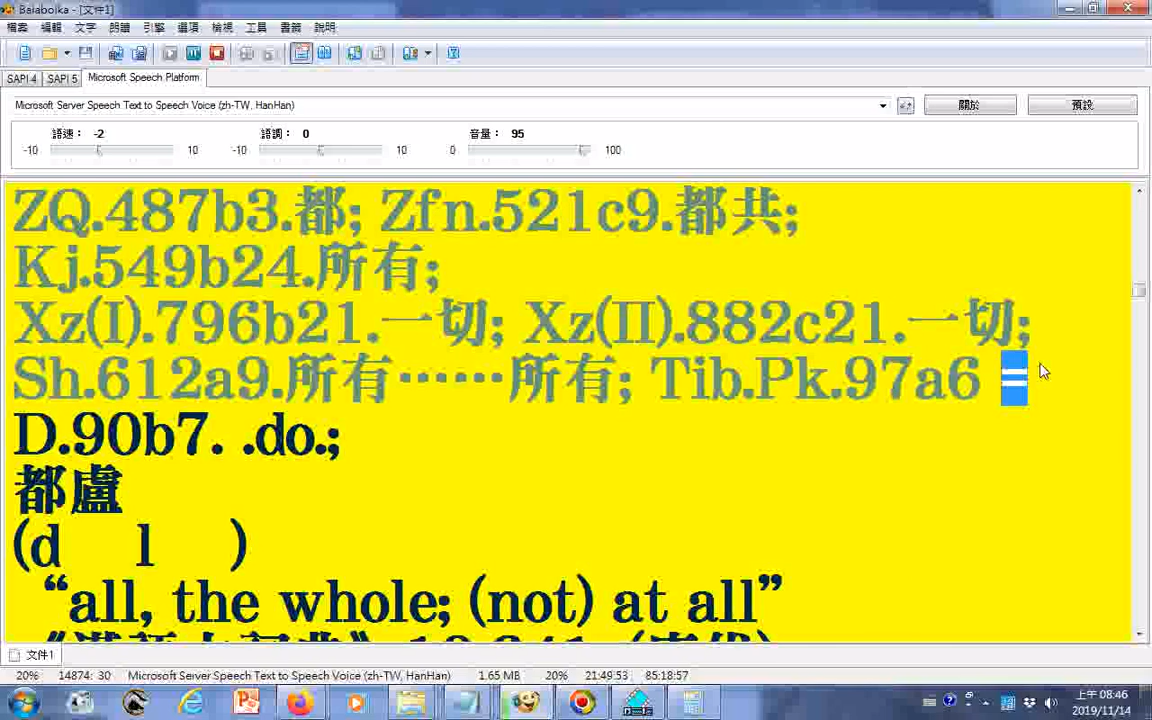 Balabolka - [文件1]
檔案 編輯 文字 朗讀 引擎 選項 檢視 工具 書籤 說明
SAPI 4 SAPI 5 Microsoft Speech Platform
Microsoft Server Speech Text to Speech Voice (zh-TW, HanHan) 關於 預設
語速： -2 語調： 0 音量： 95
-10 10 -10 10 0 100
ZQ.487b3.都; Zfn.521c9.都共;
Kj.549b24.所有;
Xz(I).796b21.一切; Xz(Π).882c21.一切;
Sh.612a9.所有……所有; Tib.Pk.97a6 =
D.90b7. .do.;
都盧
(d l )
“all, the whole; (not) at all”
文件1
20% 14874: 30 Microsoft Server Speech Text to Speech Voice (zh-TW, HanHan) 1.65 MB 20% 21:49:53 85:18:57
上午 08:46
2019/11/14